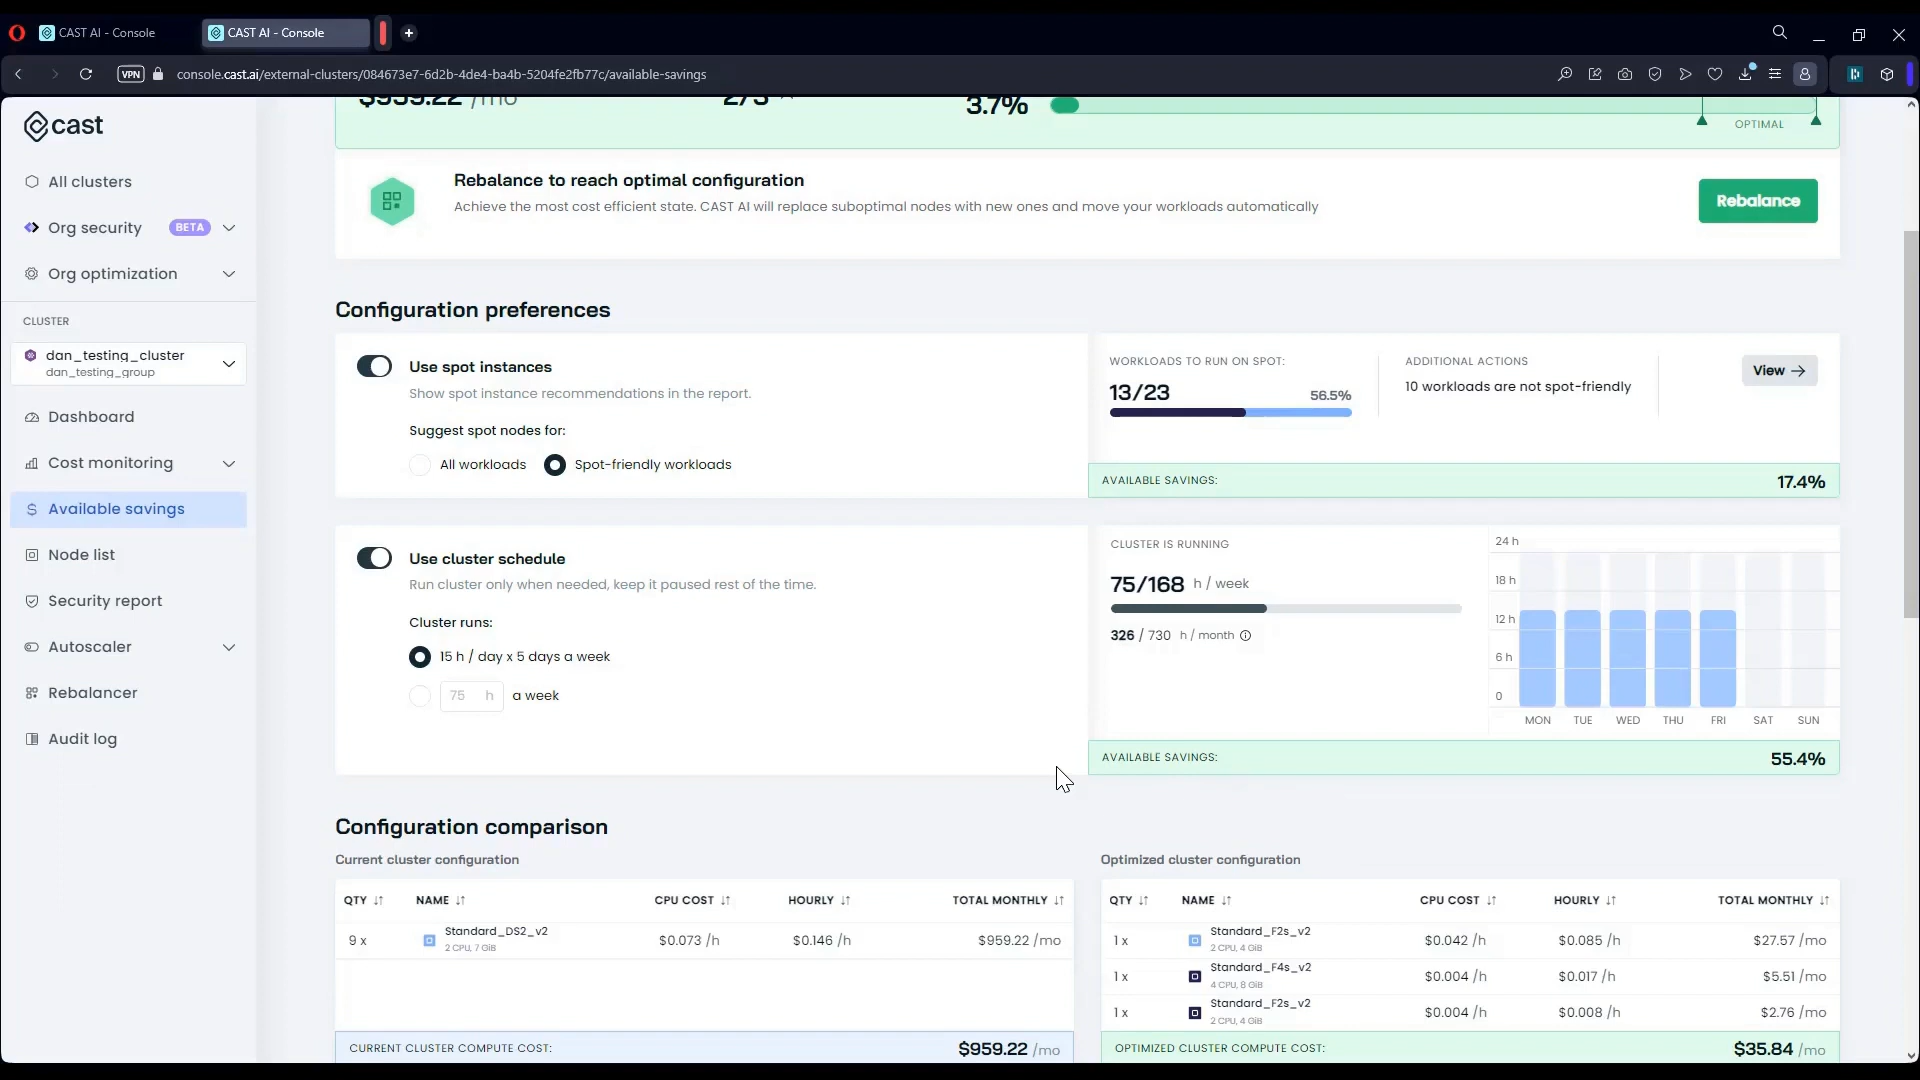 CAST AI - Console
CAST AI - Console
VPN
console.cast.ai/external-clusters/084673e7-6d2b-4de4-ba4b-5204fe2fb77c/available-savings
cast
All clusters
Org security BETA
Org optimization
CLUSTER
dan_testing_cluster
dan_testing_group
Dashboard
Cost monitoring
Available savings
Node list
Security report
Autoscaler
Rebalancer
Audit log
$959.22 /mo
2/3
3.7%
OPTIMAL
Rebalance to reach optimal configuration
Achieve the most cost efficient state. CAST AI will replace suboptimal nodes with new ones and move your workloads automatically
Rebalance
Configuration preferences
Use spot instances
Show spot instance recommendations in the report.
Suggest spot nodes for:
All workloads
Spot-friendly workloads
WORKLOADS TO RUN ON SPOT:
13/23
56.5%
ADDITIONAL ACTIONS
10 workloads are not spot-friendly
View
AVAILABLE SAVINGS:
17.4%
Use cluster schedule
Run cluster only when needed, keep it paused rest of the time.
Cluster runs:
15 h / day x 5 days a week
75 h a week
CLUSTER IS RUNNING
75/168 h / week
326 / 730 h / month
24 h
18 h
12 h
6 h
0
MON TUE WED THU FRI SAT SUN
AVAILABLE SAVINGS:
55.4%
Configuration comparison
Current cluster configuration
QTY NAME CPU COST HOURLY TOTAL MONTHLY
9 x Standard_DS2_v2 $0.073 /h $0.146 /h $959.22 /mo
2 CPU, 7 GiB
CURRENT CLUSTER COMPUTE COST: $959.22 /mo
Optimized cluster configuration
QTY NAME CPU COST HOURLY TOTAL MONTHLY
1 x Standard_F2s_v2 $0.042 /h $0.085 /h $27.57 /mo
2 CPU, 4 GiB
1 x Standard_F4s_v2 $0.004 /h $0.017 /h $5.51 /mo
4 CPU, 8 GiB
1 x Standard_F2s_v2 $0.004 /h $0.008 /h $2.76 /mo
2 CPU, 4 GiB
OPTIMIZED CLUSTER COMPUTE COST: $35.84 /mo